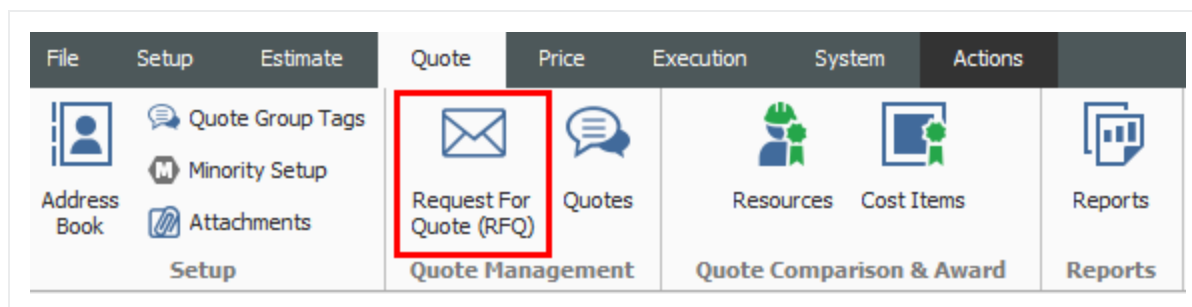 File Setup Estimate Quote Price Execution System Actions
Quote Group Tags
M Minority Setup
Address Book
Attachments
Request For
Quote (RFQ)
Quotes
Resources
Cost Items
Reports
Setup Quote Management Quote Comparison & Award Reports